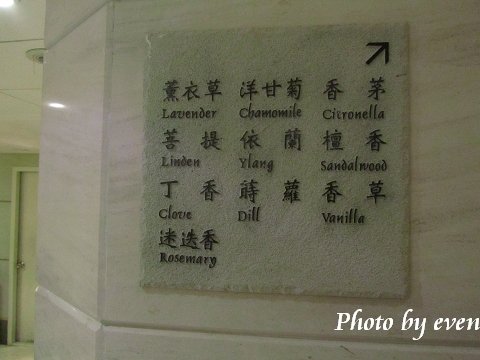 薰衣草 洋甘菊 香茅
Lavender Chamomile Citronella
菩提 依蘭 檀香
Linden Ylang Sandalwood
丁香 蒔蘿 香草
Clove Dill Vanilla
迷迭香
Rosemary
Photo by even